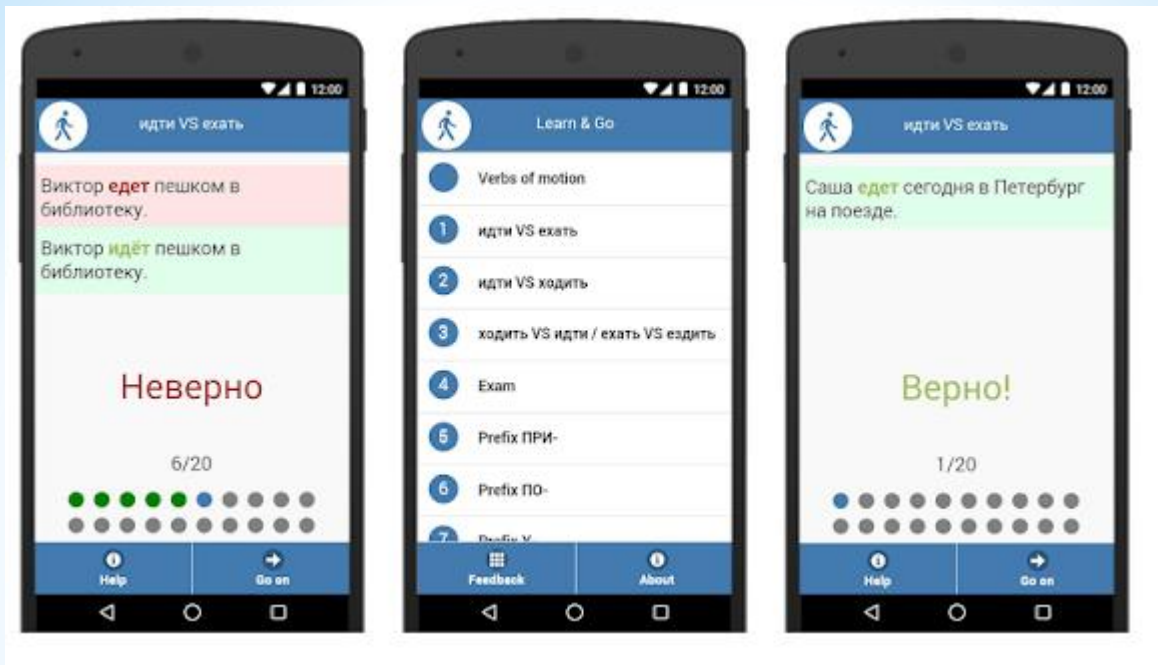 12:00
идти VS ехать
Виктор едет пешком в
библиотеку.
Виктор идёт пешком в
библиотеку.
Неверно
6/20
Help
Go on
12:00
Learn & Go
Verbs of motion
1 идти VS ехать
2 идти VS ходить
3 ходить VS идти / ехать VS ездить
4 Exam
5 Prefix ПРИ-
6 Prefix ПО-
7 Prefix У-
Feedback
About
12:00
идти VS ехать
Саша едет сегодня в Петербург
на поезде.
Верно!
1/20
Help
Go on